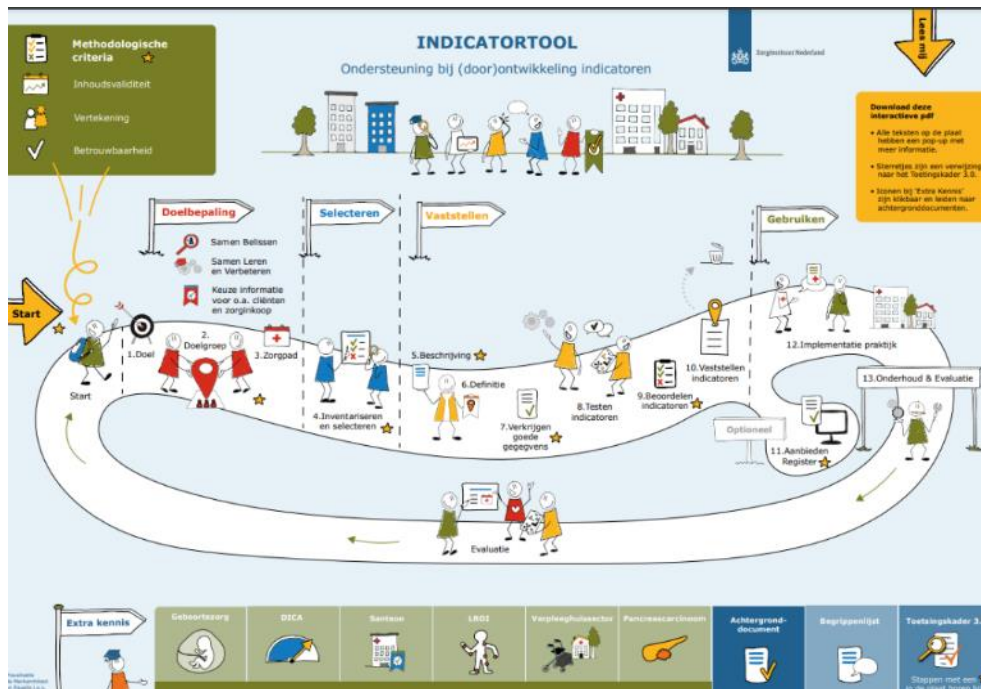 Methodologische
criteria
Inhoudsvaliditeit
Vertekening
Betrouwbaarheid
INDICATORTOOL
Ondersteuning bij (door)ontwikkeling indicatoren
Zorginstituut Nederland
Lees mij
Download deze
interactieve pdf
• Alle teksten op de plaat
hebben een pop-up met
meer informatie.
• Sterretjes zijn een verwijzing
naar het Toetingskader 3.0.
• Iconen bij 'Extra Kennis'
zijn klikbaar en leiden naar
achtergronddocumenten.
Doelbepaling
Samen Belissen
Samen Leren
en Verbeteren
Keuze informatie
voor o.a. cliënten
en zorginkoop
Selecteren
Vaststellen
Gebruiken
Start
Start
1.Doel
2.
Doelgroep
3.Zorgpad
4.Inventariseren
en selecteren
5.Beschrijving
6.Definitie
7.Verkrijgen
goede
gegegvens
8.Testen
indicatoren
9.Beoordelen
indicatoren
10.Vaststellen
indicatoren
Optioneel
11.Aanbieden
Register
12.Implementatie praktijk
13.Onderhoud & Evaluatie
Evaluatie
Extra kennis
Geboortezorg
DICA
Santeon
LROI
Verpleeghuissector
Pancreascarcinoom
Achtergrond-
document
Begrippenlijst
Toetsingskader 3.
Stappen met een